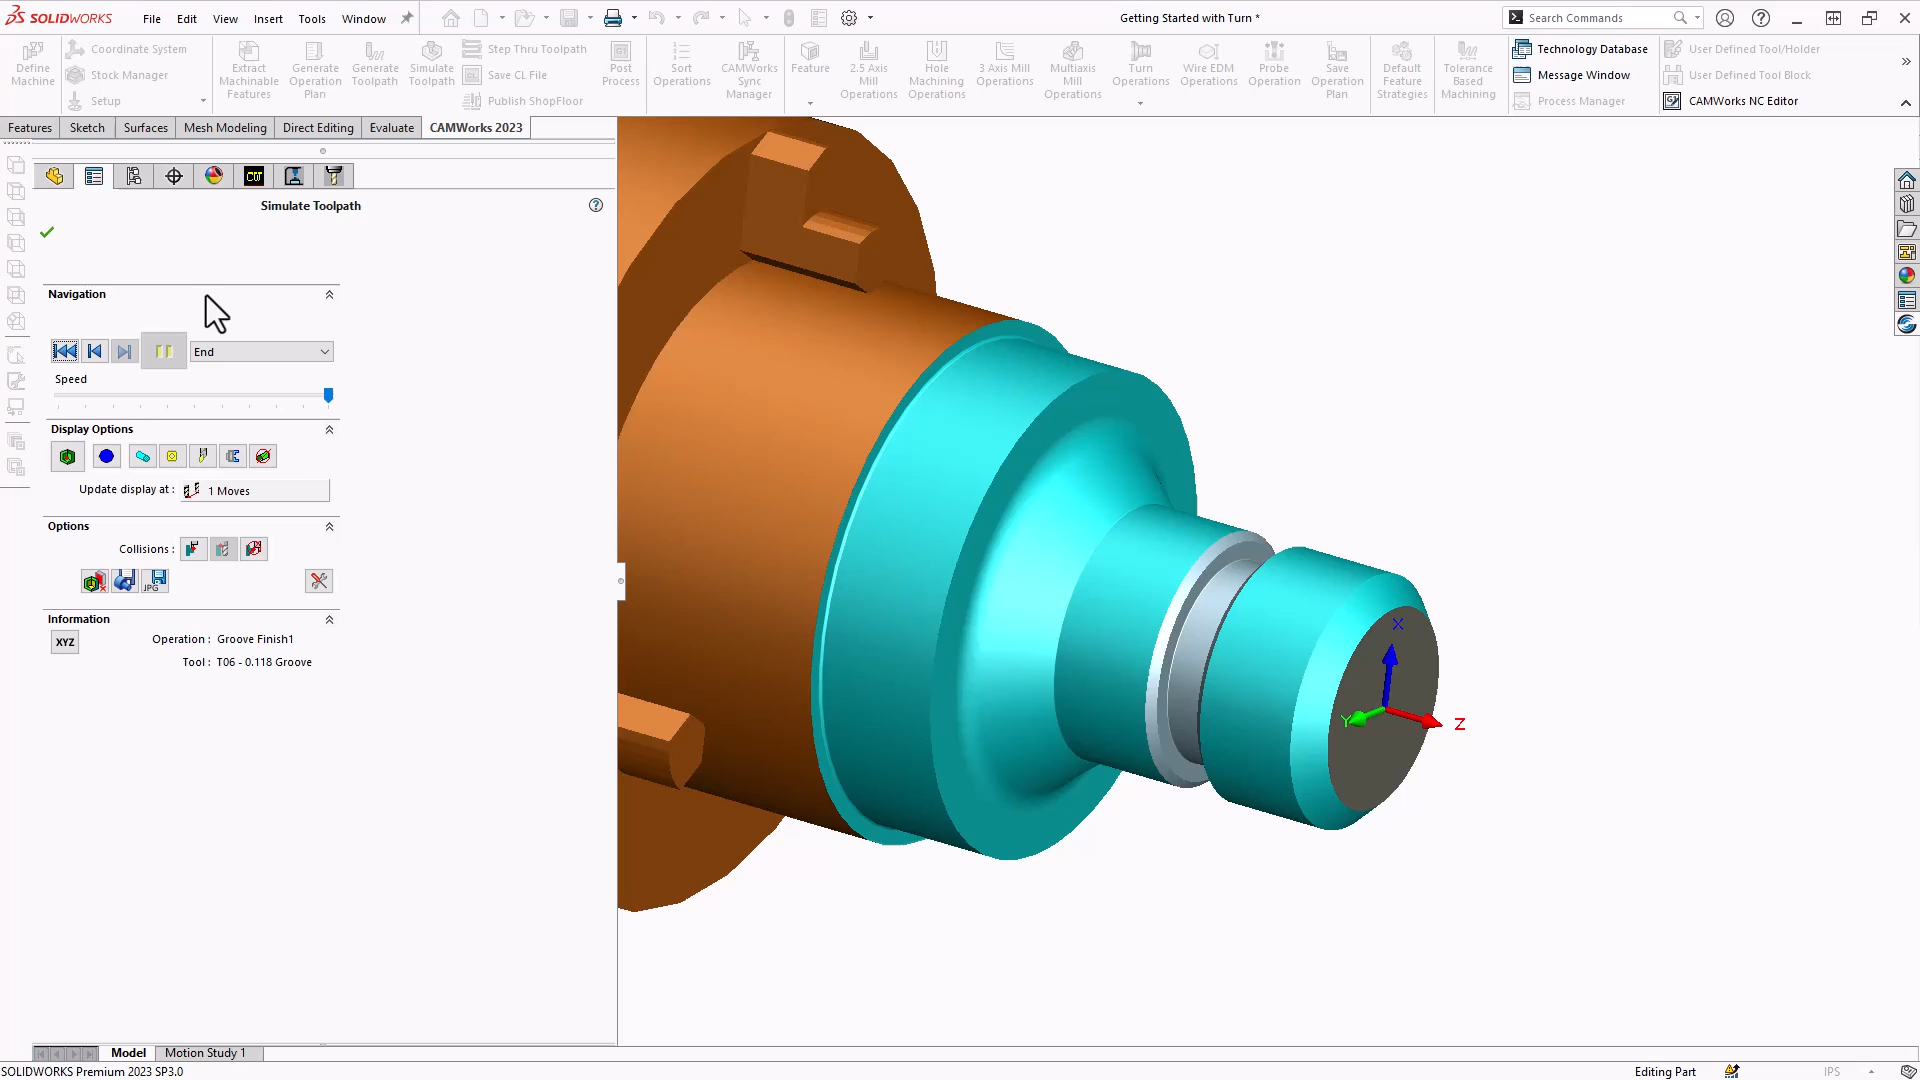 SOLIDWORKS File Edit View Insert Tools Window
Getting Started with Turn *
Search Commands
Define Machine
Coordinate System
Stock Manager
Setup
Extract Machinable Features
Generate Operation Plan
Generate Toolpath
Simulate Toolpath
Step Thru Toolpath
Save CL File
Publish ShopFloor
Post Process
Sort Operations
CAMWorks Sync Manager
Feature
2.5 Axis Mill Operations
Hole Machining Operations
3 Axis Mill Operations
Multiaxis Mill Operations
Turn Operations
Wire EDM Operations
Probe Operation
Save Operation Plan
Default Feature Strategies
Tolerance Based Machining
Technology Database
Message Window
Process Manager
User Defined Tool/Holder
User Defined Tool Block
CAMWorks NC Editor
Features Sketch Surfaces Mesh Modeling Direct Editing Evaluate CAMWorks 2023
Simulate Toolpath
Navigation
End
Speed
Display Options
Update display at : 1 Moves
Options
Collisions :
JPG
Information
XYZ
Operation : Groove Finish1
Tool : T06 - 0.118 Groove
X
Y
Z
Model Motion Study 1
SOLIDWORKS Premium 2023 SP3.0
Editing Part
IPS